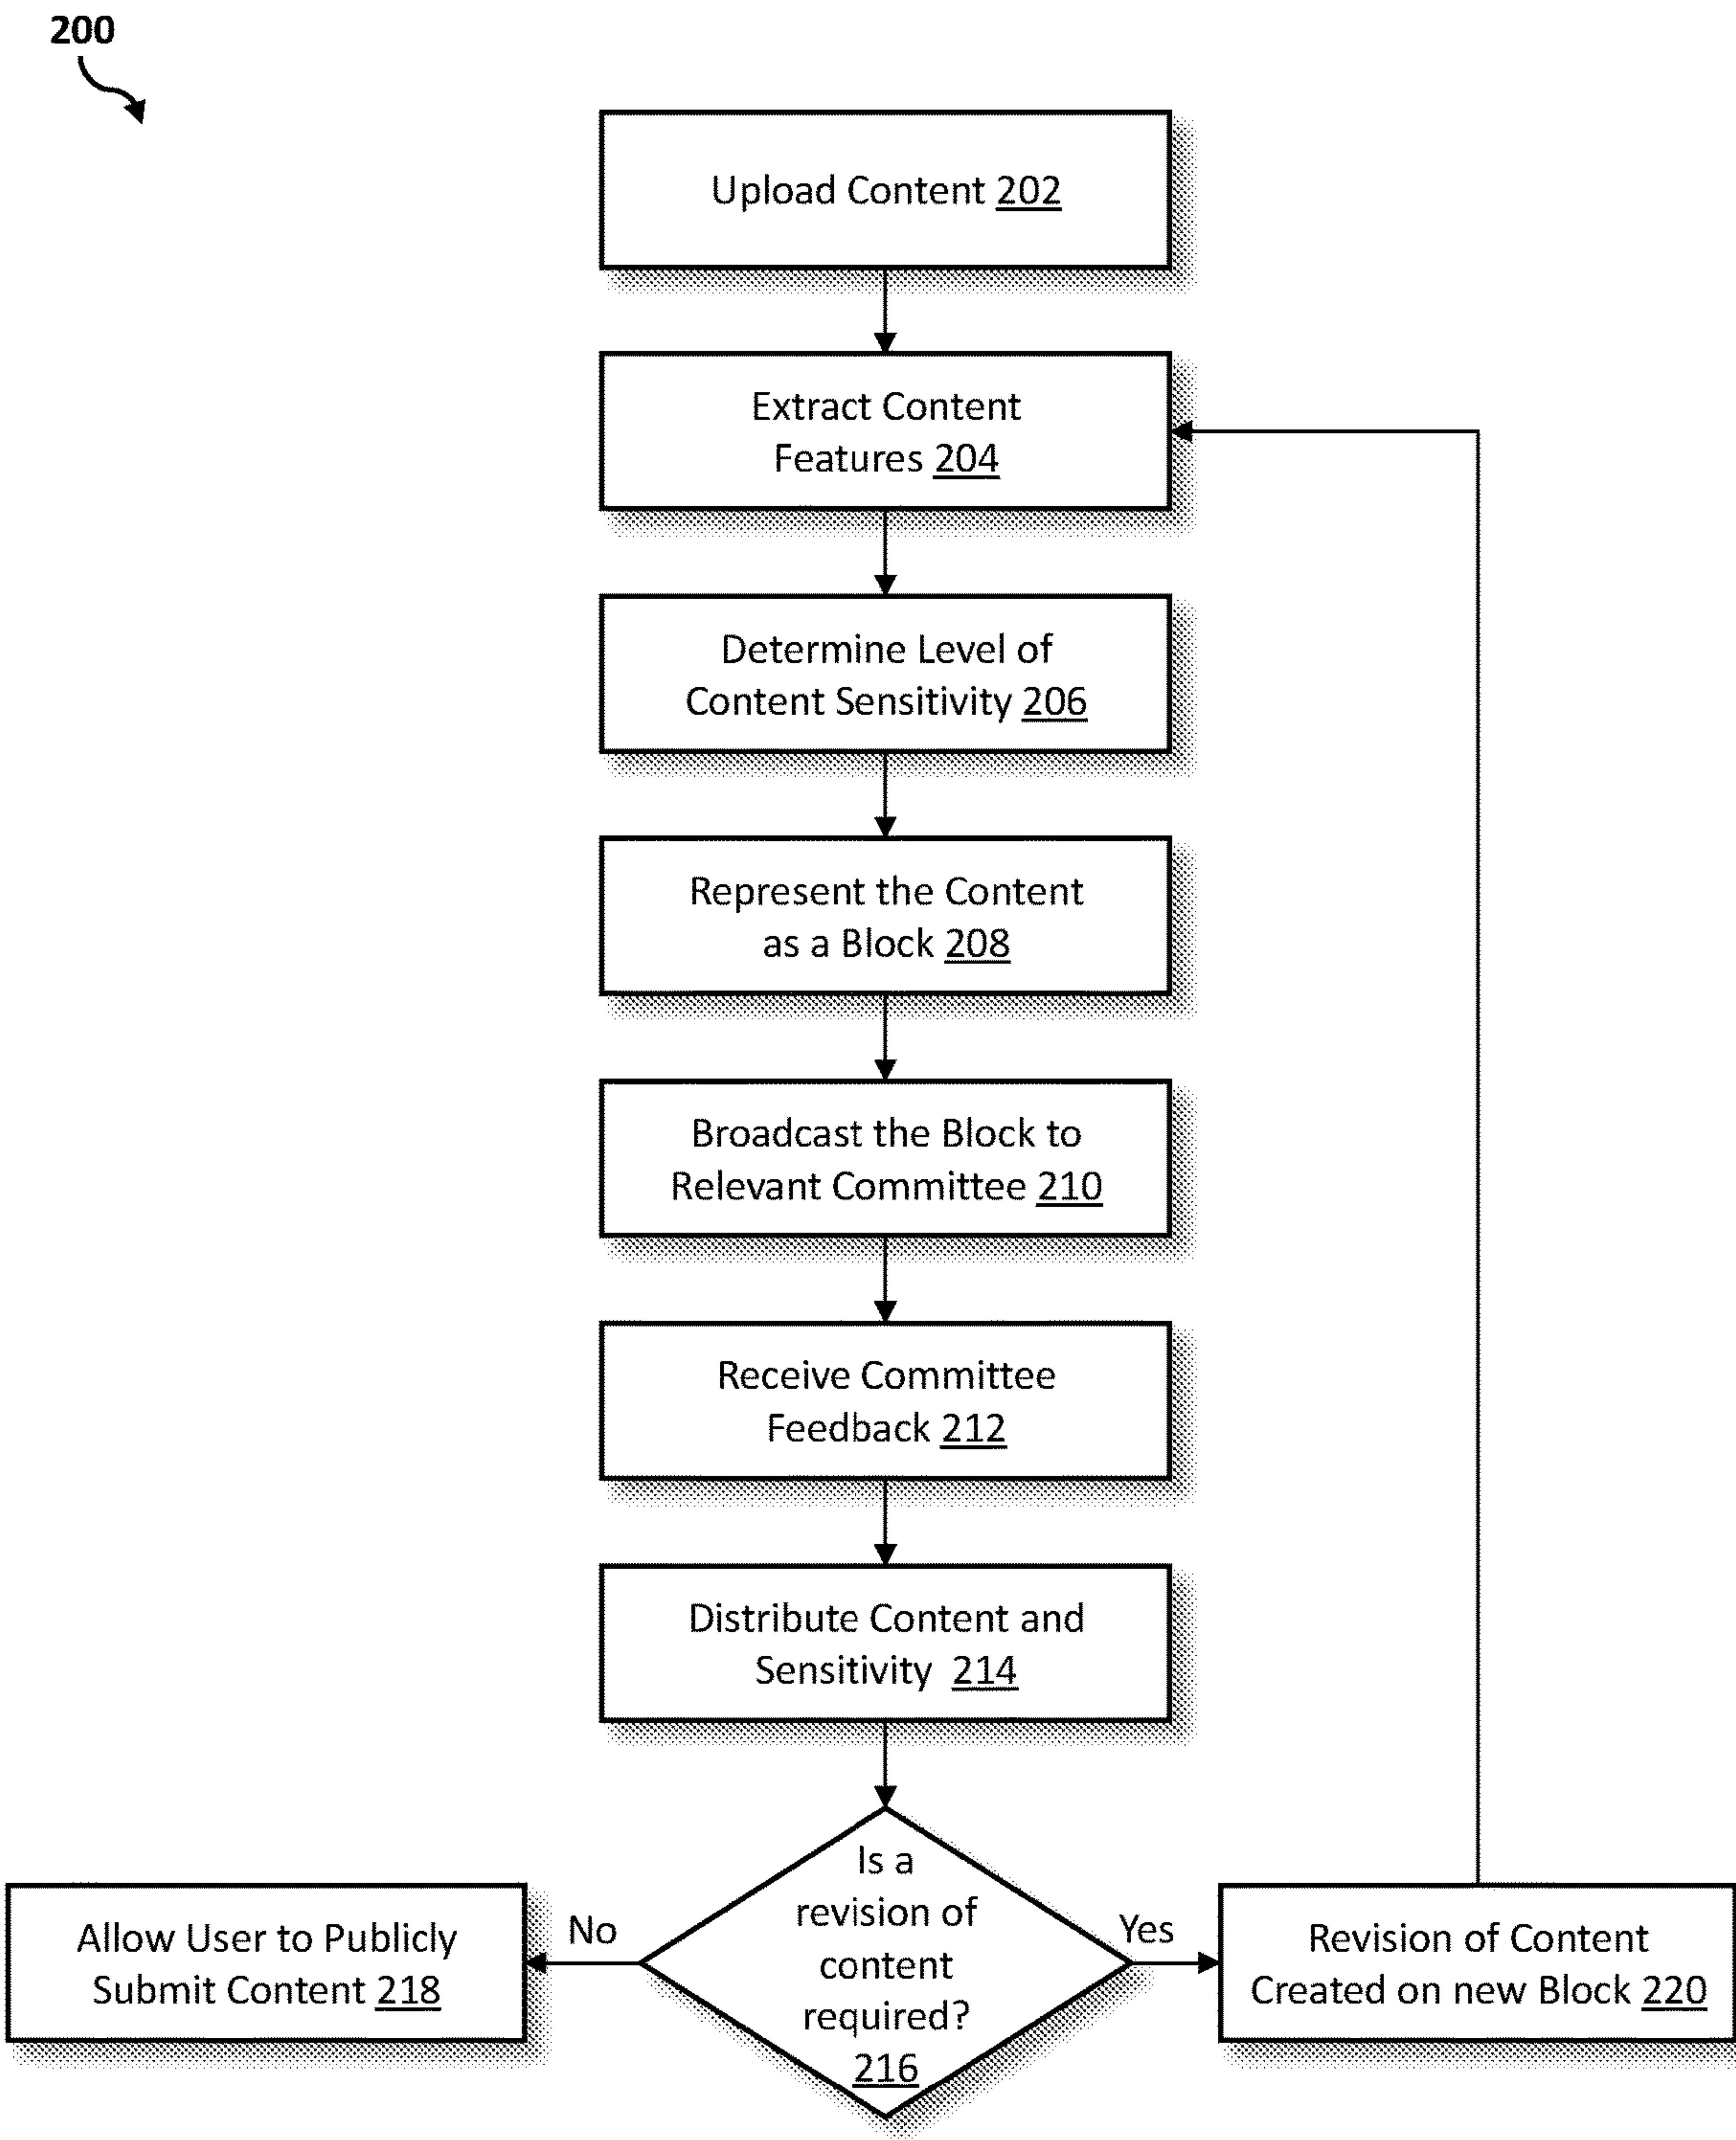 200
Upload Content 202
Extract Content
Features 204
Determine Level of
Content Sensitivity 206
Represent the Content
as a Block 208
Broadcast the Block to
Relevant Committee 210
Receive Committee
Feedback 212
Distribute Content and
Sensitivity 214
Is a
revision of
content
required?
216
No
Yes
Allow User to Publicly
Submit Content 218
Revision of Content
Created on new Block 220